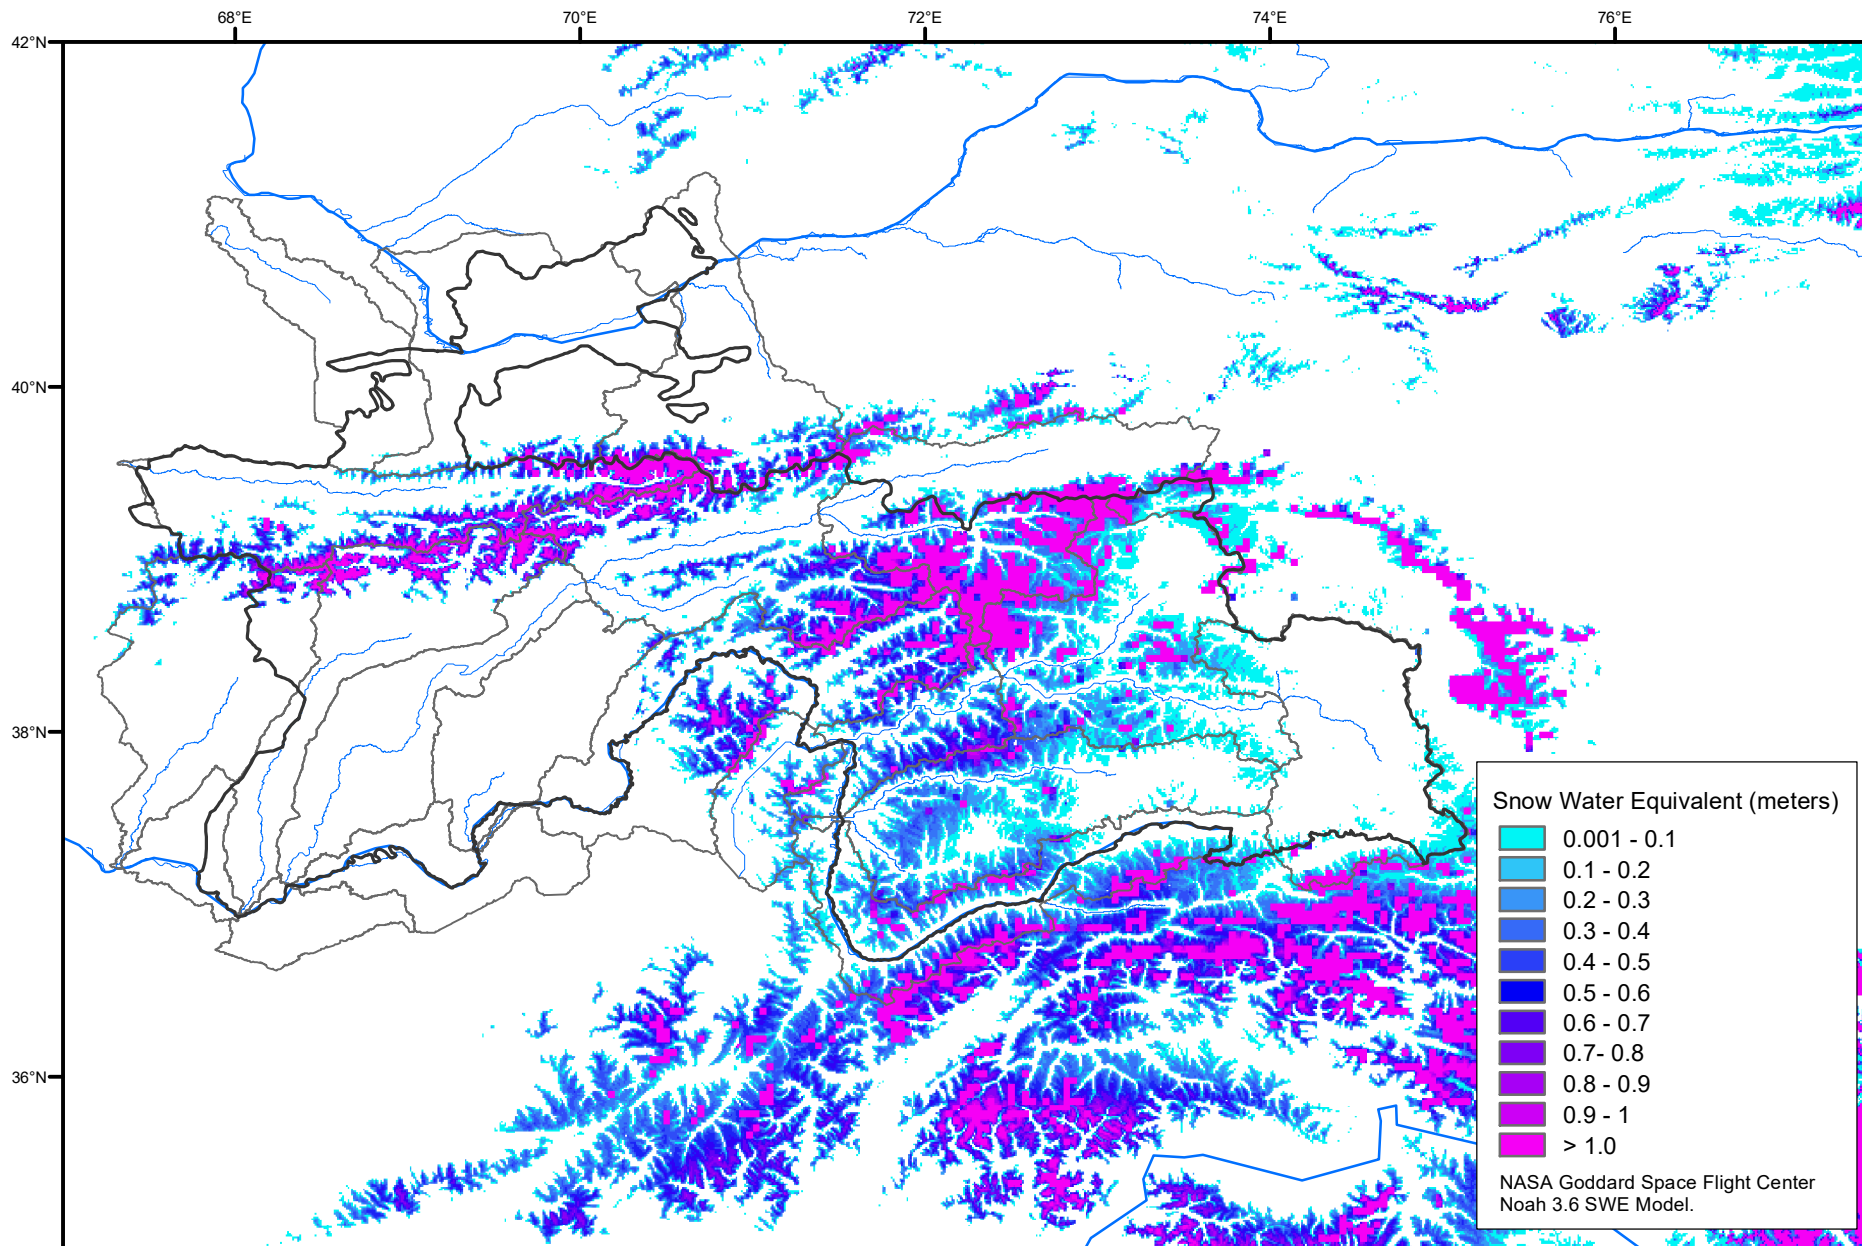 68°E 70°E 72°E 74°E 76°E
42°N
40°N
38°N
36°N
Snow Water Equivalent (meters)
0.001 - 0.1
0.1 - 0.2
0.2 - 0.3
0.3 - 0.4
0.4 - 0.5
0.5 - 0.6
0.6 - 0.7
0.7- 0.8
0.8 - 0.9
0.9 - 1
> 1.0
NASA Goddard Space Flight Center
Noah 3.6 SWE Model.